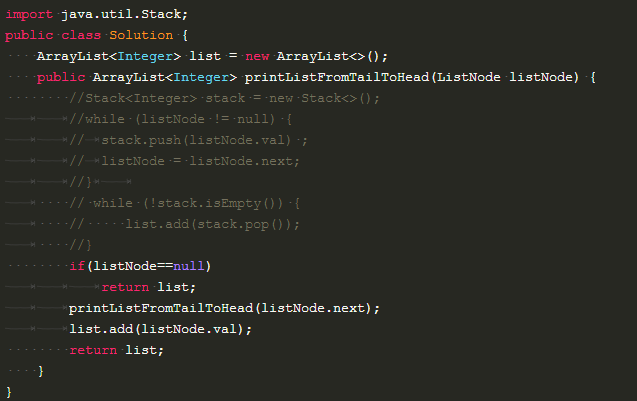 import java.util.Stack;
public class Solution {
    ArrayList<Integer> list = new ArrayList<>();
    public ArrayList<Integer> printListFromTailToHead(ListNode listNode) {
        //Stack<Integer> stack = new Stack<>();
        //while (listNode != null) {
        //  stack.push(listNode.val) ;
        //  listNode = listNode.next;
        //}
        // while (!stack.isEmpty()) {
        //     list.add(stack.pop());
        //}
        if(listNode==null)
            return list;
        printListFromTailToHead(listNode.next);
        list.add(listNode.val);
        return list;
    }
}